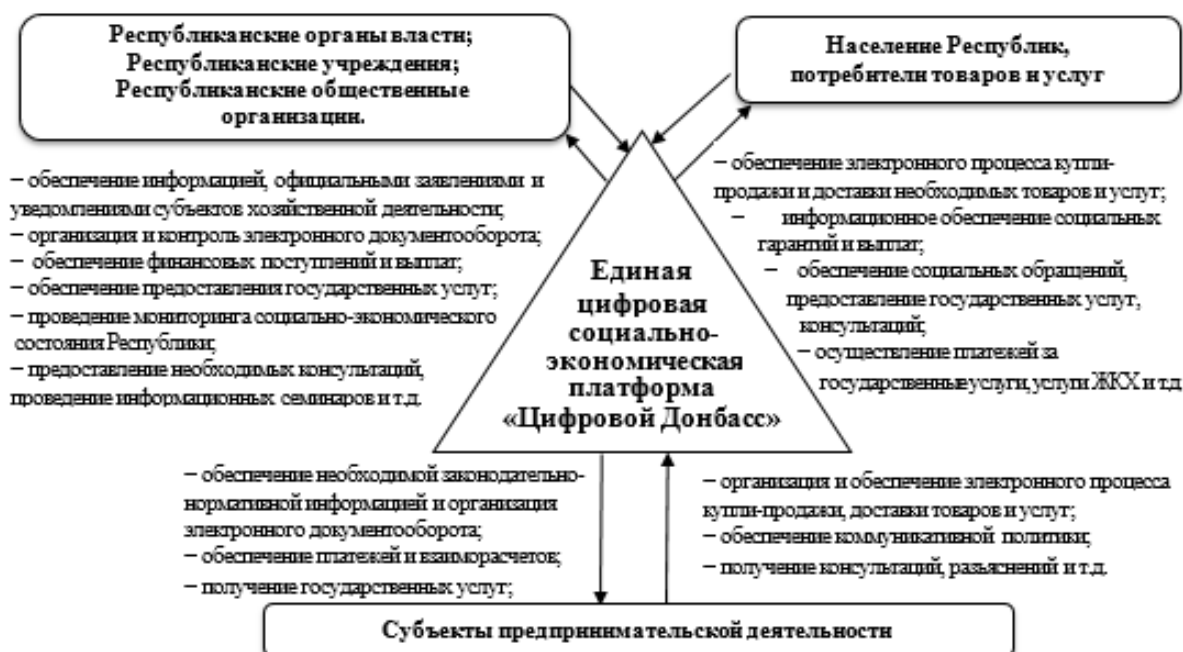 Республиканские органы власти;
Республиканские учреждения;
Республиканские общественные
организации.
Население Республик,
потребители товаров и услуг
– обеспечение информацией, официальными заявлениями и
уведомлениями субъектов хозяйственной деятельности;
– организация и контроль электронного документооборота;
– обеспечение финансовых поступлений и выплат;
– обеспечение предоставления государственных услуг;
– проведение мониторинга социально-экономического
состояния Республики;
– предоставление необходимых консультаций,
проведение информационных семинаров и т.д.
– обеспечение электронного процесса купли-
продажи и доставки необходимых товаров и услуг;
– информационное обеспечение социальных
гарантий и выплат;
– обеспечение социальных обращений,
предоставление государственных услуг,
консультаций;
– осуществление платежей за
государственные услуги, услуги ЖКХ и т.д.
Единая
цифровая
социально-
экономическая
платформа
«Цифровой Донбасс»
– обеспечение необходимой законодательно-
нормативной информацией и организация
электронного документооборота;
– обеспечение платежей и взаиморасчетов;
– получение государственных услуг;
– организация и обеспечение электронного процесса
купли-продажи, доставки товаров и услуг;
– обеспечение коммуникативной политики;
– получение консультаций, разъяснений и т.д.
Субъекты предпринимательской деятельности